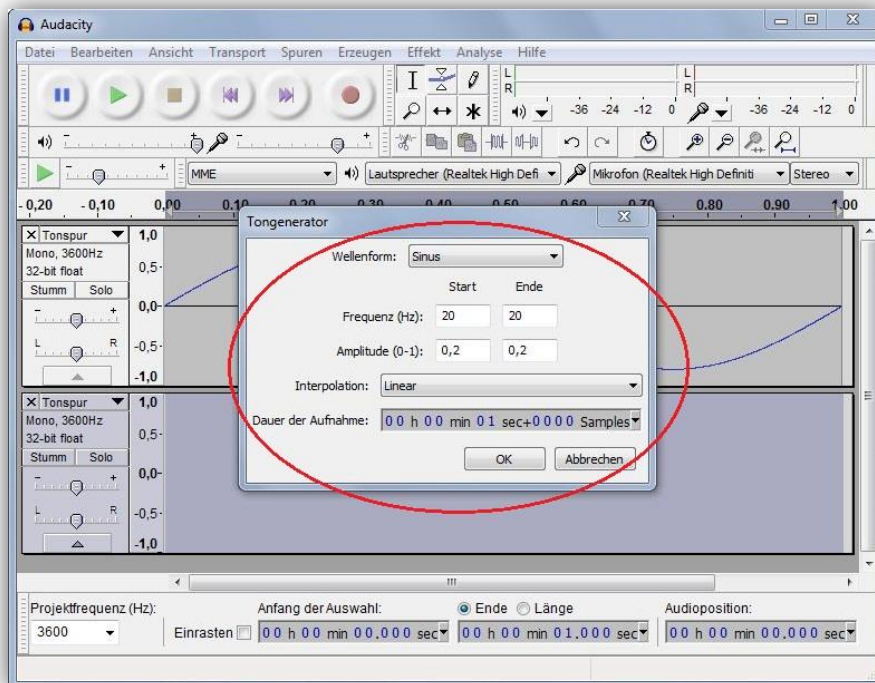 Audacity
Datei Bearbeiten Ansicht Transport Spuren Erzeugen Effekt Analyse Hilfe
L
R
-36 -24 -12 0
L
R
-36 -24 -12 0
MME
Lautsprecher (Realtek High Defi
Mikrofon (Realtek High Definiti
Stereo
- 0,20 - 0,10 0,00 0.10 0.20 0.30 0.40 0.50 0.60 0.70 0.80 0.90 1.00
Tonspur
Mono, 3600Hz
32-bit float
Stumm Solo
- +
L R
1,0
0,5
0,0
-0,5
-1,0
Tongenerator
Wellenform: Sinus
Start Ende
Frequenz (Hz): 20 20
Amplitude (0-1): 0,2 0,2
Interpolation: Linear
Dauer der Aufnahme: 00 h 00 min 01 sec+0000 Samples
OK Abbrechen
Tonspur
Mono, 3600Hz
32-bit float
Stumm Solo
- +
L R
1,0
0,5
0,0
-0,5
-1,0
Projektfrequenz (Hz): Anfang der Auswahl: Ende Länge Audioposition:
3600 Einrasten 00 h 00 min 00.000 sec 00 h 00 min 01.000 sec 00 h 00 min 00.000 sec